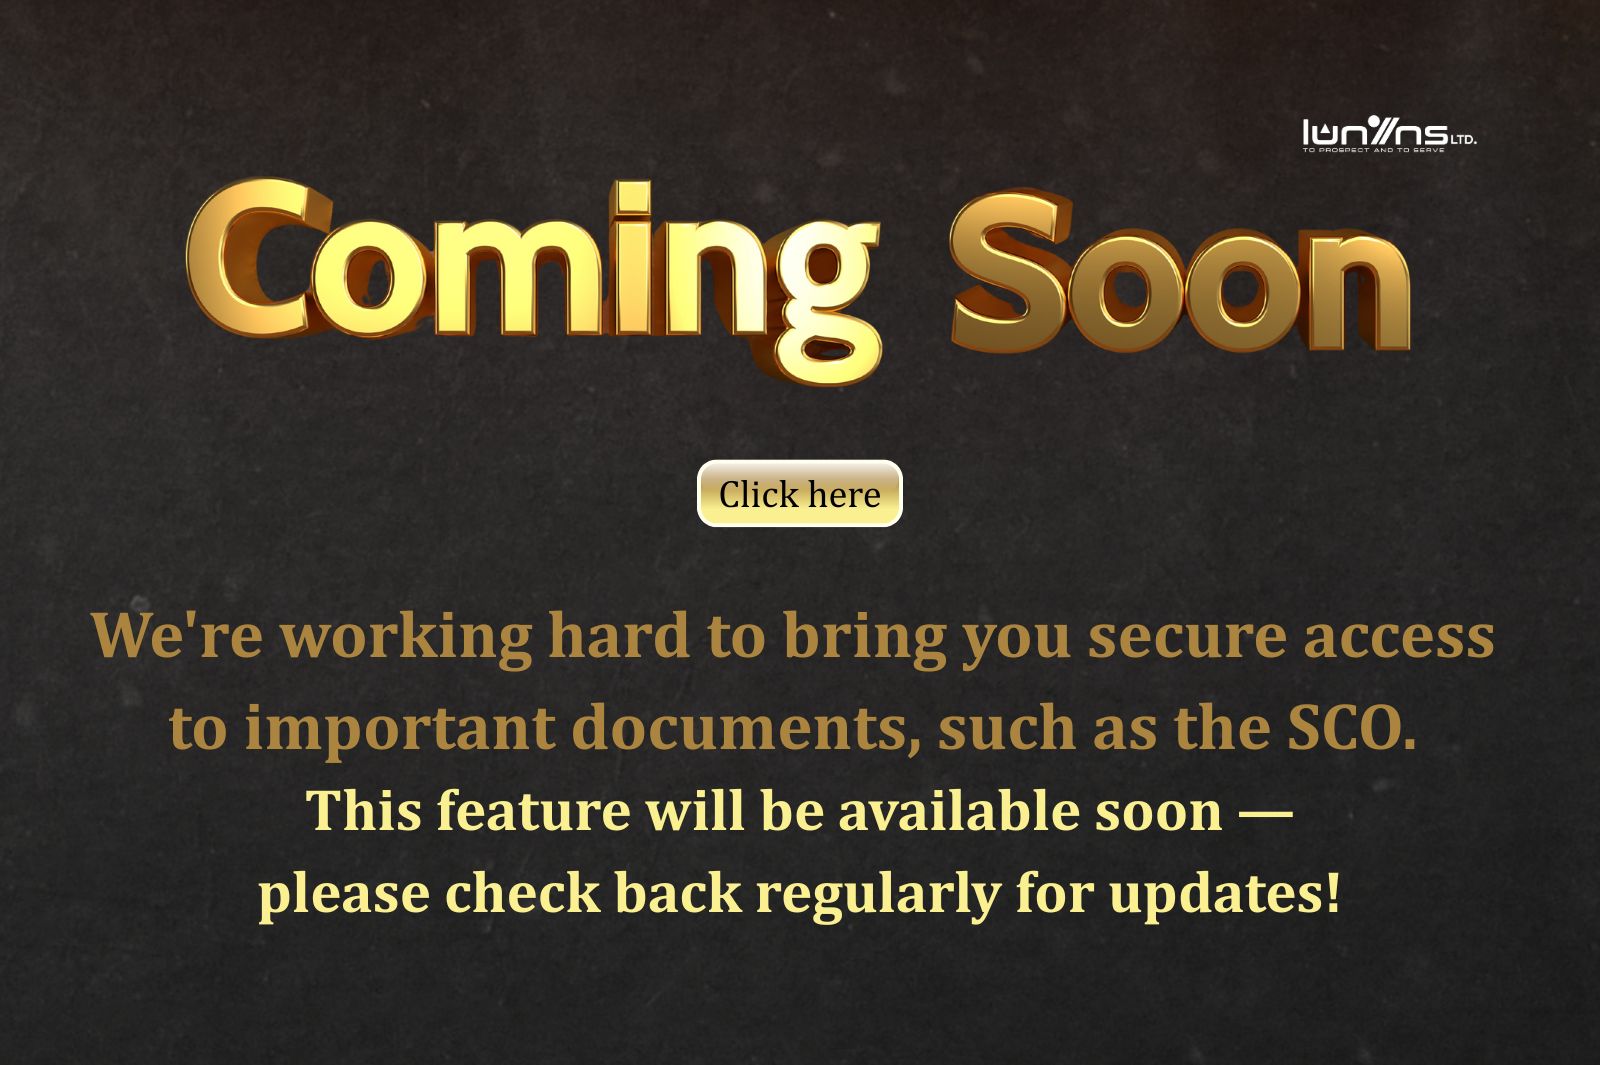 LTD.
TO PROSPECT AND TO SERVE
Coming Soon
Click here
We're working hard to bring you secure access
to important documents, such as the SCO.
This feature will be available soon —
please check back regularly for updates!